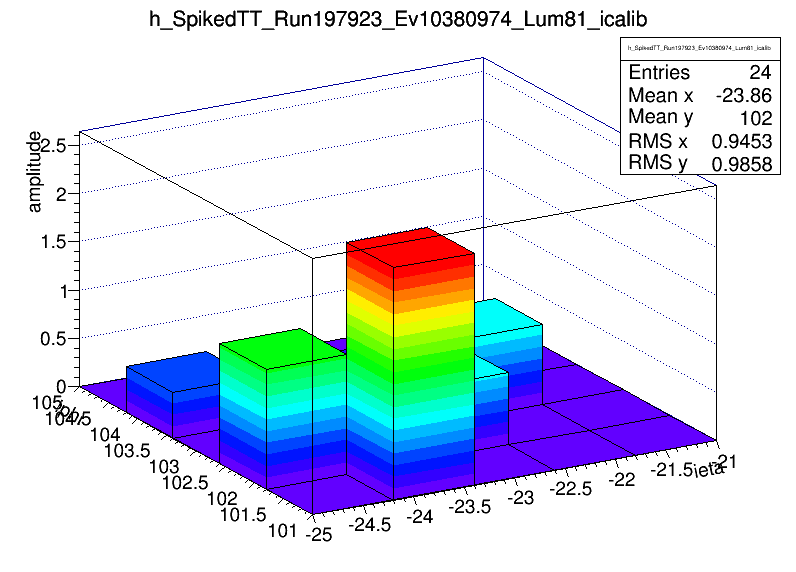 h_SpikedTT_Run197923_Ev10380974_Lum81_icalib
h_SpikedTT_Run197923_Ev10380974_Lum81_icalib
Entries 24
Mean x -23.86
Mean y 102
RMS x 0.9453
RMS y 0.9858
amplitude
2.5
2
1.5
1
0.5
0
105
104.5
104
103.5
103
102.5
102
101.5
101
-25
-24.5
-24
-23.5
-23
-22.5
-22
-21.5
-21
ieta